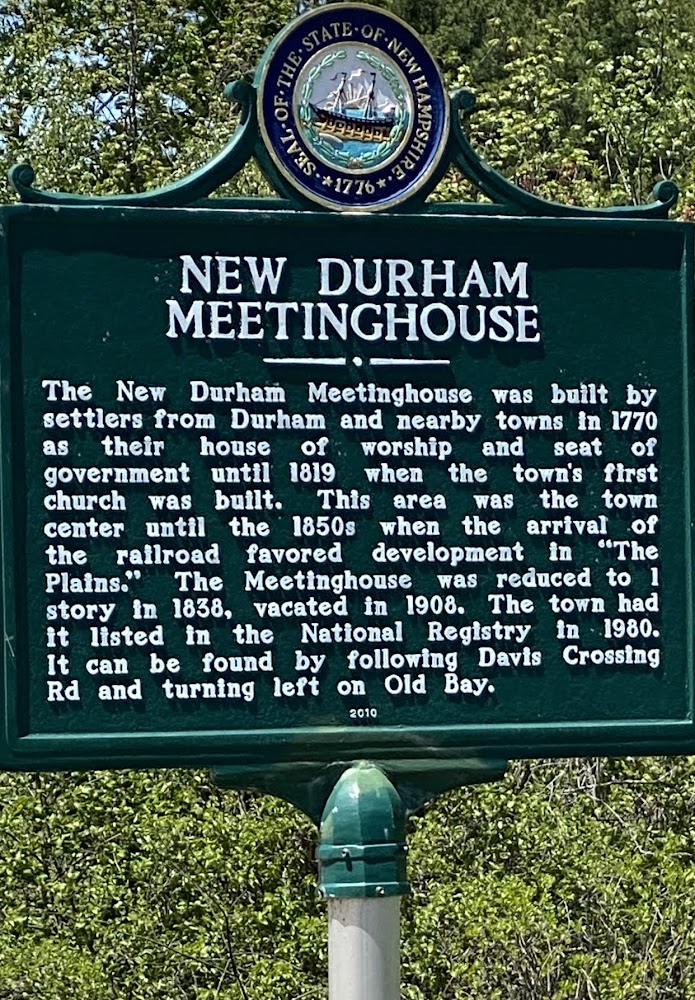 SEAL·OF·THE·STATE·OF·NEW HAMPSHIRE·
★1776★
NEW DURHAM
MEETINGHOUSE
The New Durham Meetinghouse was built by
settlers from Durham and nearby towns in 1770
as their house of worship and seat of
government until 1819 when the town's first
church was built. This area was the town
center until the 1850s when the arrival of
the railroad favored development in “The
Plains.” The Meetinghouse was reduced to 1
story in 1838, vacated in 1908. The town had
it listed in the National Registry in 1980.
It can be found by following Davis Crossing
Rd and turning left on Old Bay.
2010